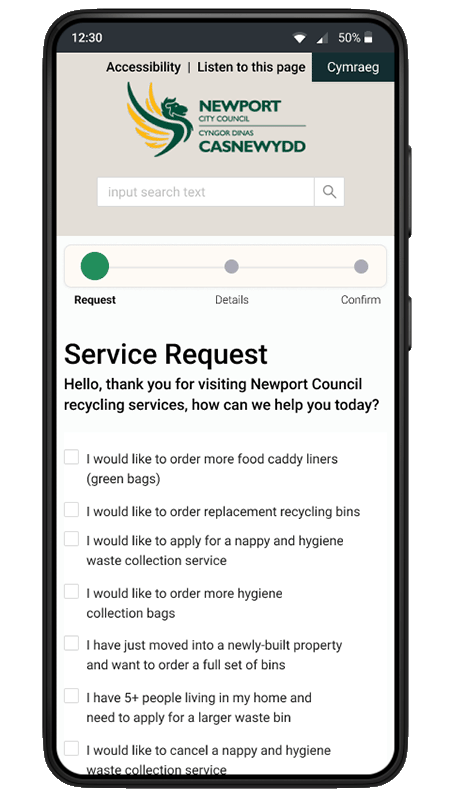 12:30
50%
Accessibility | Listen to this page
Cymraeg
NEWPORT
CITY COUNCIL
CYNGOR DINAS
CASNEWYDD
input search text
Request
Details
Confirm
Service Request
Hello, thank you for visiting Newport Council
recycling services, how can we help you today?
I would like to order more food caddy liners
(green bags)
I would like to order replacement recycling bins
I would like to apply for a nappy and hygiene
waste collection service
I would like to order more hygiene
collection bags
I have just moved into a newly-built property
and want to order a full set of bins
I have 5+ people living in my home and
need to apply for a larger waste bin
I would like to cancel a nappy and hygiene
waste collection service